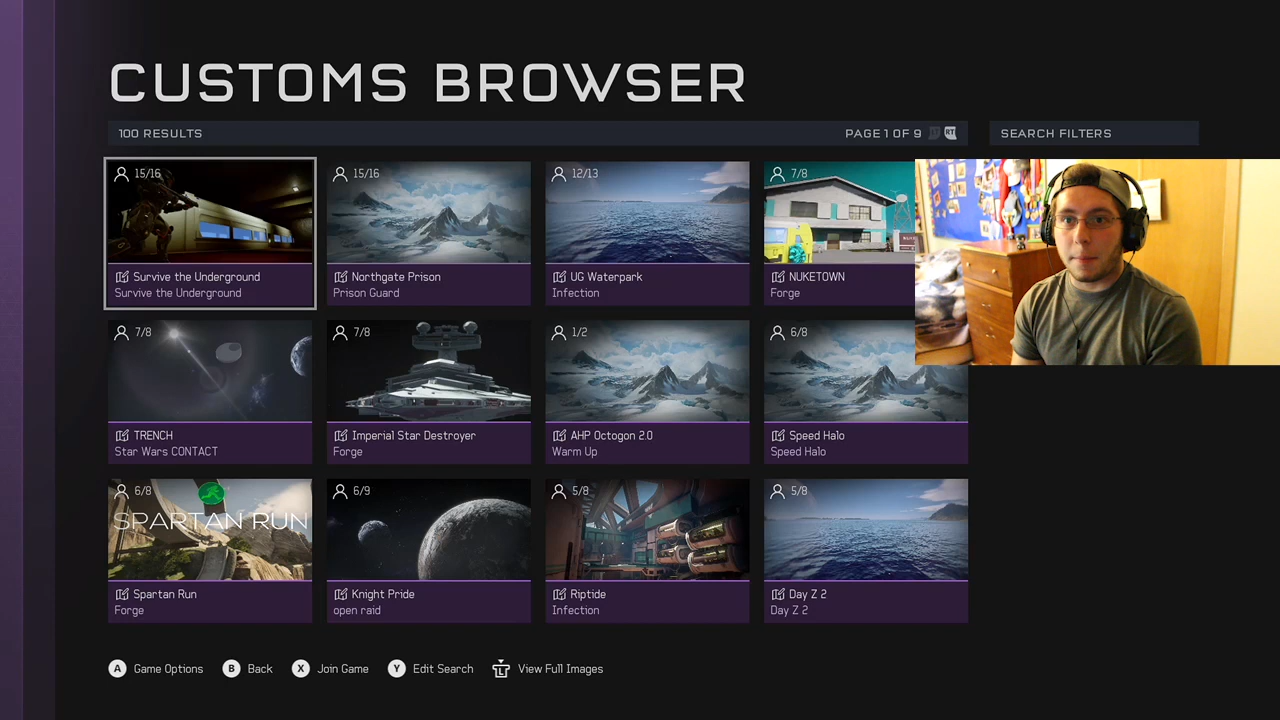 CUSTOMS BROWSER
100 RESULTS
PAGE 1 OF 9
RT
SEARCH FILTERS
15/16
Survive the Underground
Survive the Underground
15/16
Northgate Prison
Prison Guard
12/13
UG Waterpark
Infection
7/8
NUKETOWN
Forge
7/8
TRENCH
Star Wars CONTACT
7/8
Imperial Star Destroyer
Forge
1/2
AHP Octogon 2.0
Warm Up
6/8
Speed Halo
Speed Halo
6/8
SPARTAN RUN
Spartan Run
Forge
6/9
Knight Pride
open raid
5/8
Riptide
Infection
5/8
Day Z 2
Day Z 2
A Game Options
B Back
X Join Game
Y Edit Search
LT View Full Images